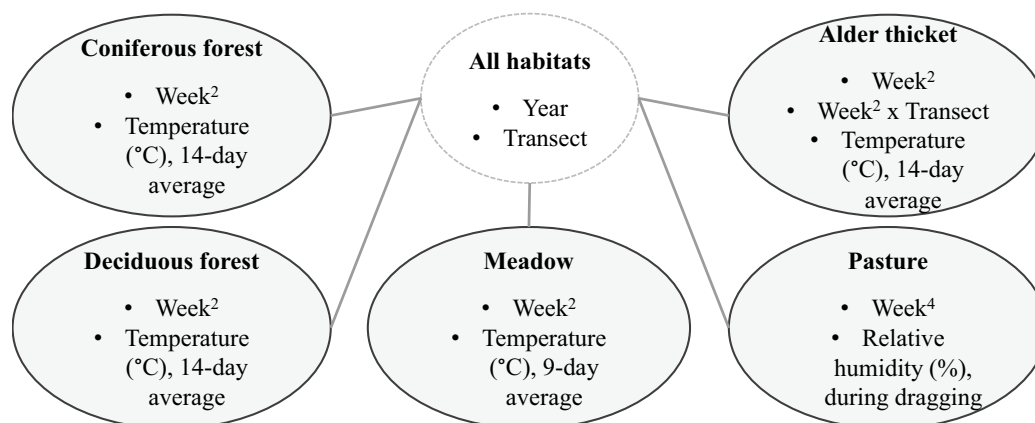 Coniferous forest
• Week²
• Temperature
(°C), 14-day
average
All habitats
• Year
• Transect
Alder thicket
• Week²
• Week² x Transect
• Temperature
(°C), 14-day
average
Deciduous forest
• Week²
• Temperature
(°C), 14-day
average
Meadow
• Week²
• Temperature
(°C), 9-day
average
Pasture
• Week⁴
• Relative
humidity (%),
during dragging